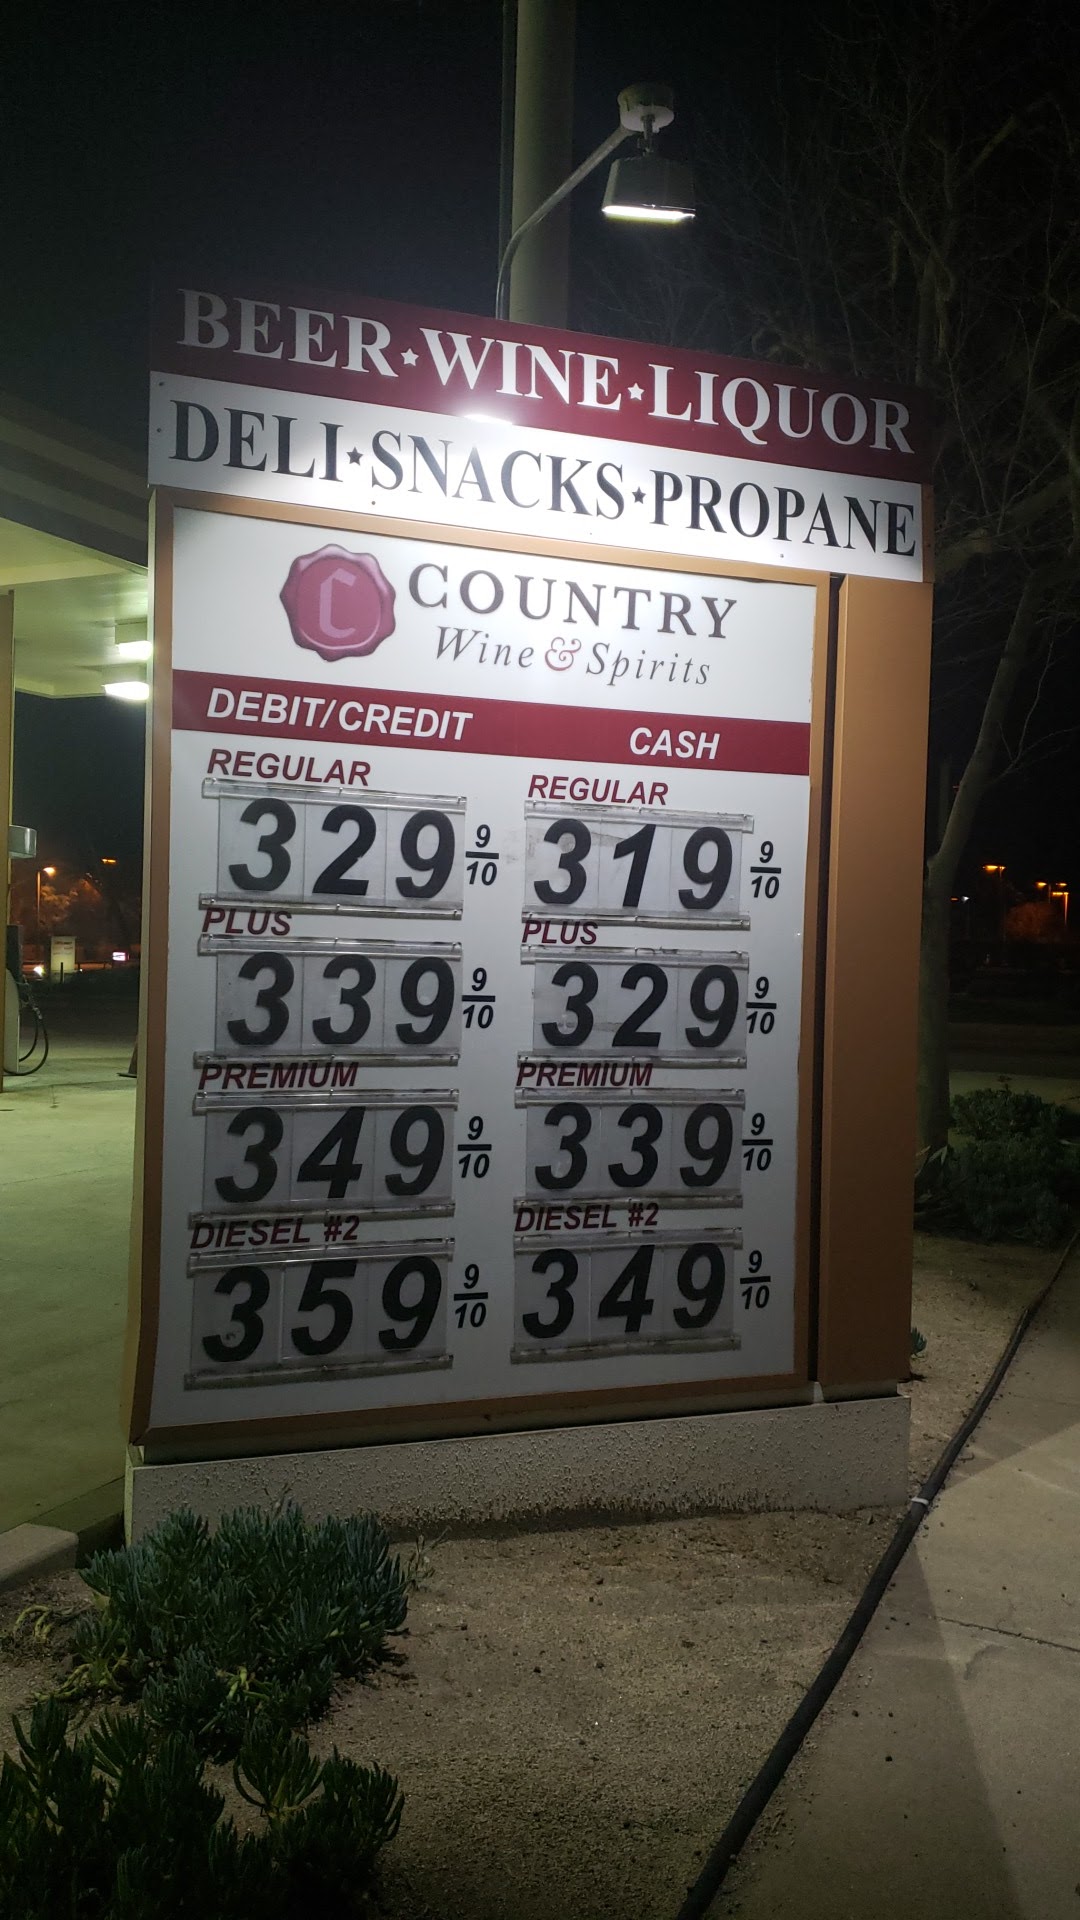 BEER★WINE★LIQUOR
DELI★SNACKS★PROPANE
C COUNTRY
Wine & Spirits
DEBIT/CREDIT CASH
REGULAR REGULAR
329 9/10 319 9/10
PLUS PLUS
339 9/10 329 9/10
PREMIUM PREMIUM
349 9/10 339 9/10
DIESEL #2 DIESEL #2
359 9/10 349 9/10